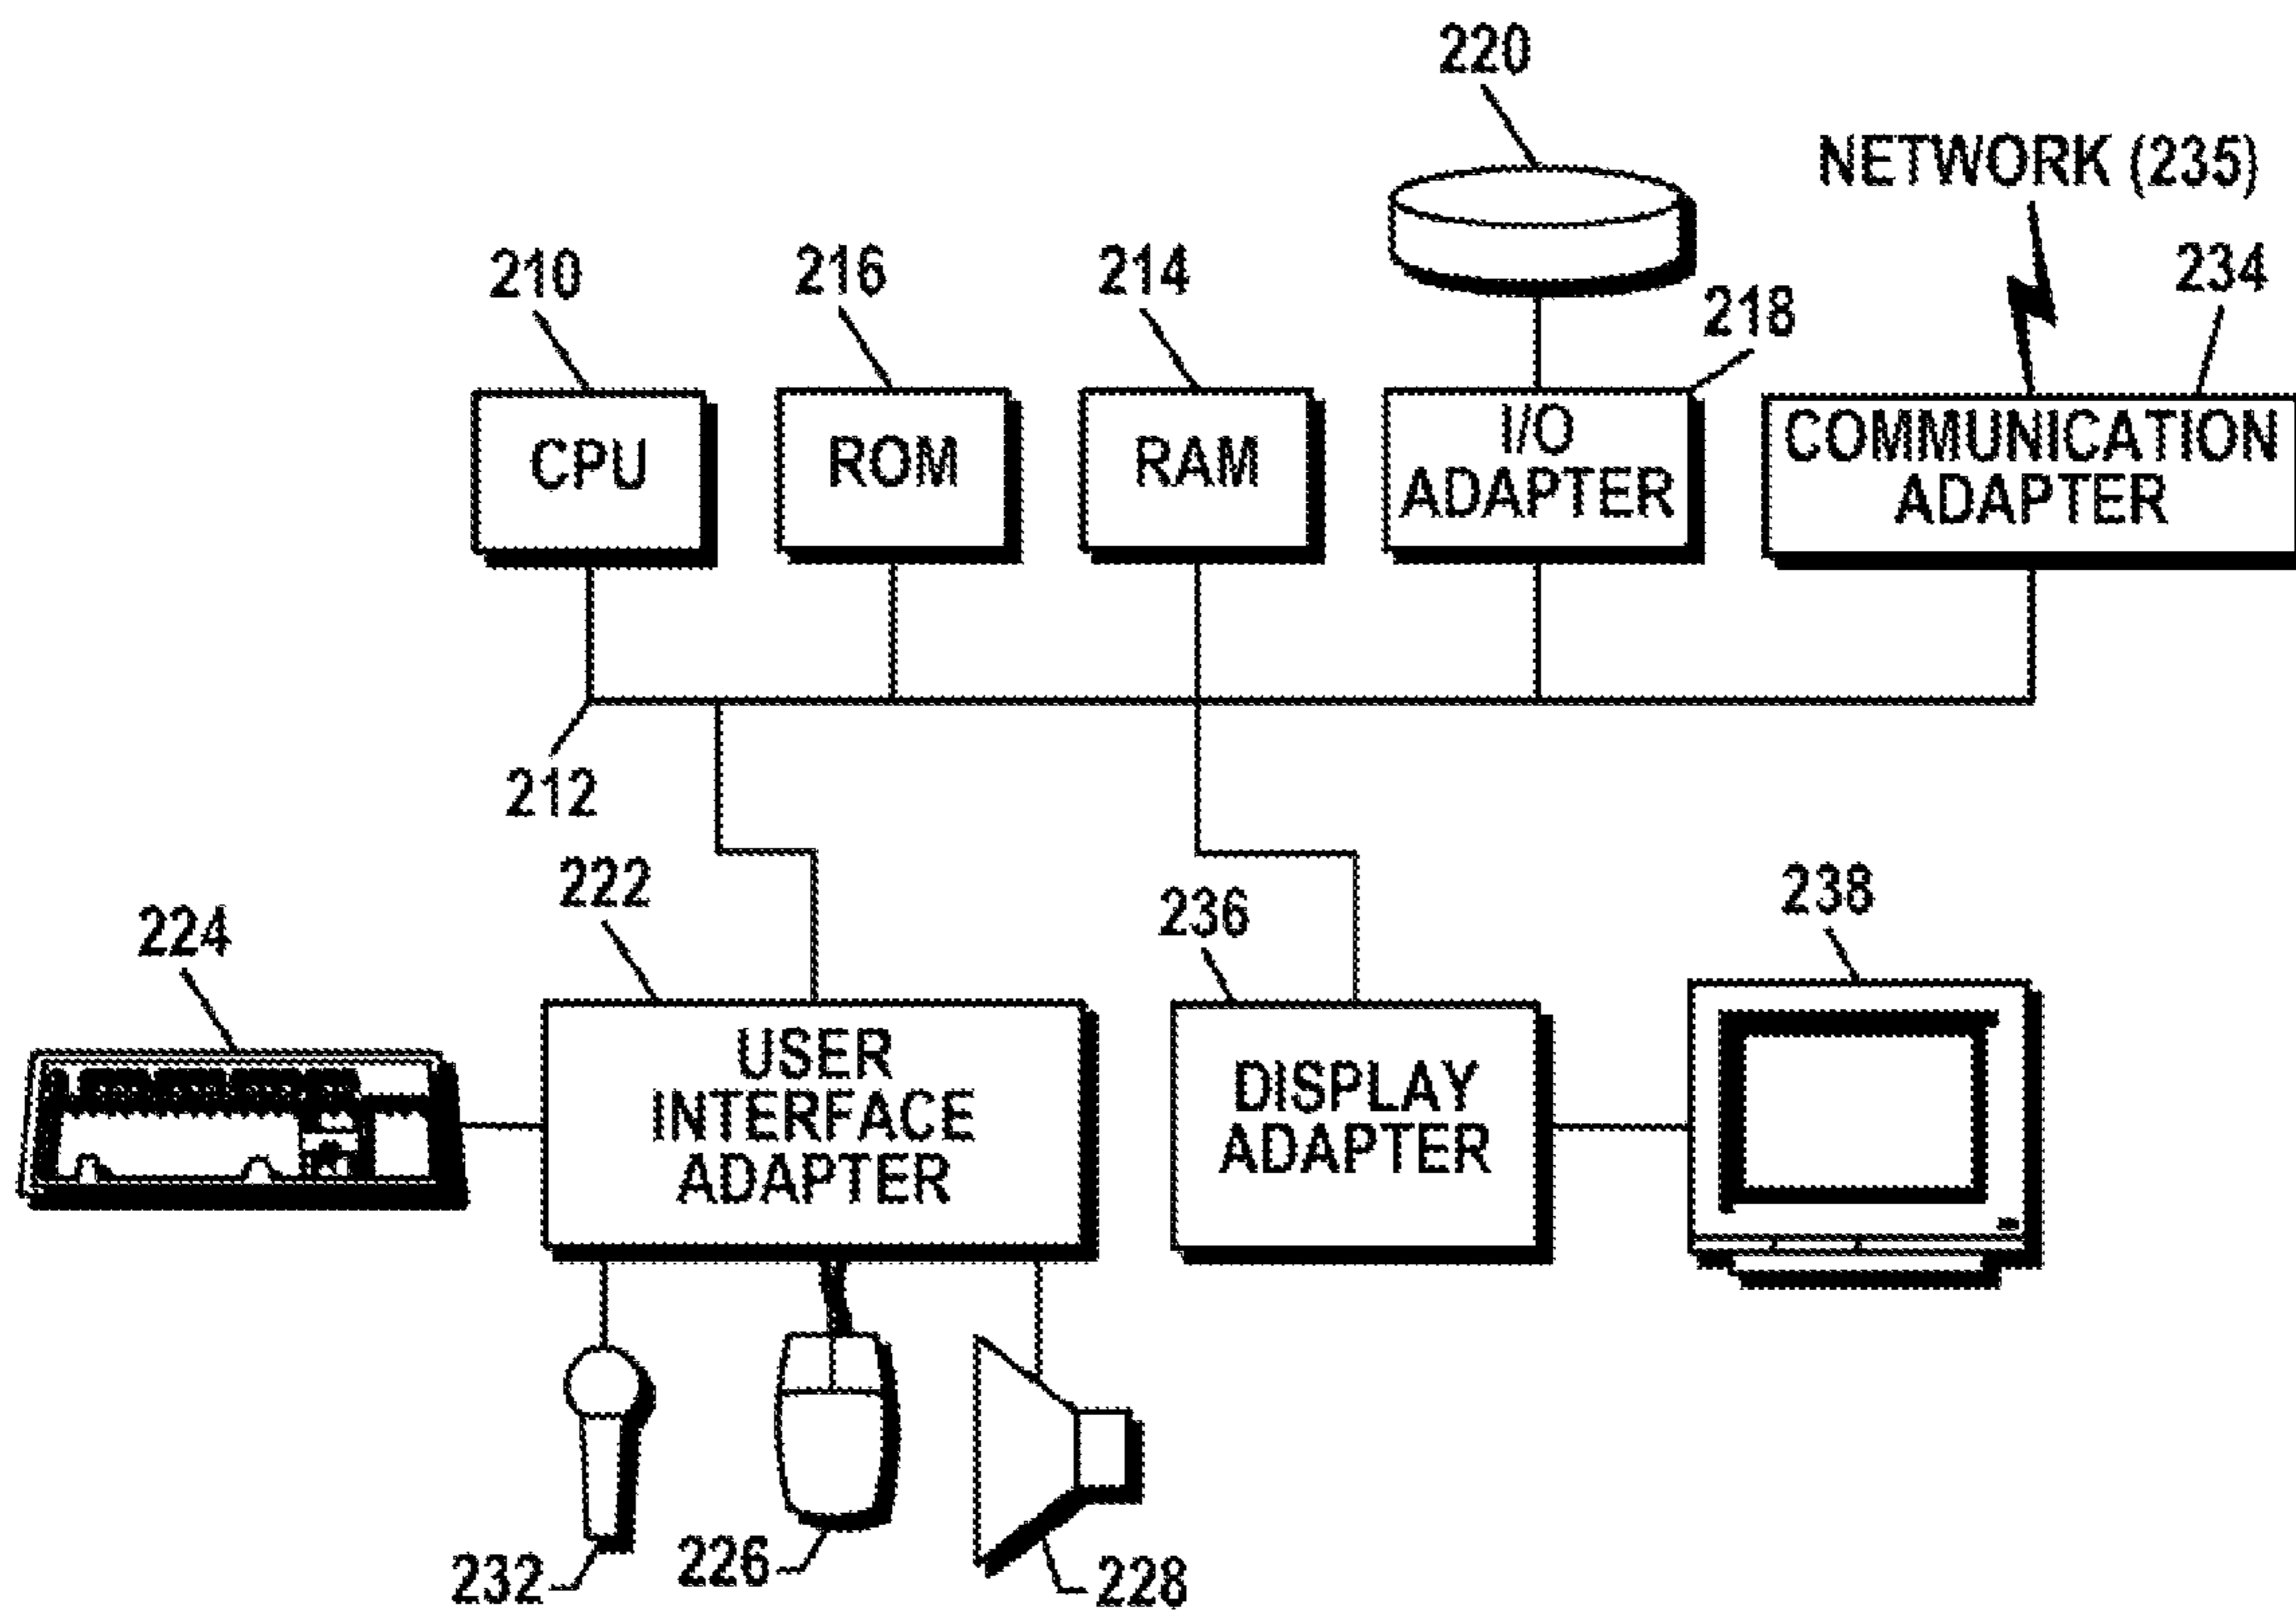 220
NETWORK (235)
210
216
214
218
234
CPU
ROM
RAM
I/O
ADAPTER
COMMUNICATION
ADAPTER
212
222
236
238
224
USER
INTERFACE
ADAPTER
DISPLAY
ADAPTER
232
226
228